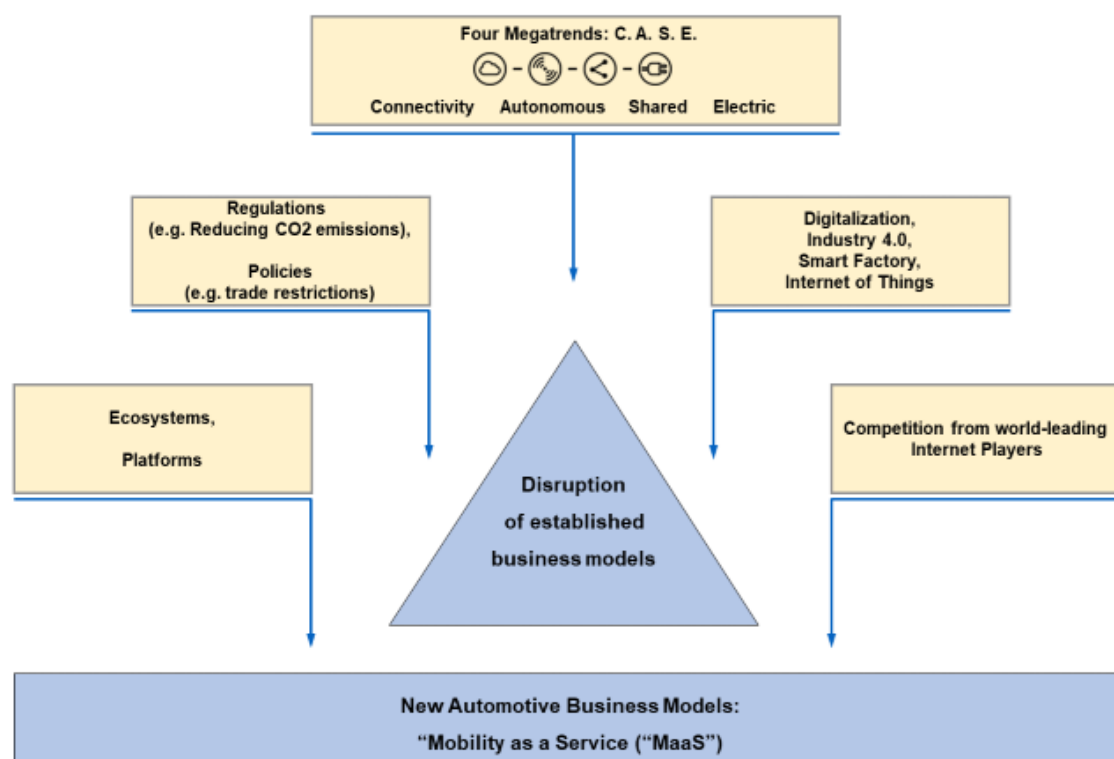 Four Megatrends: C. A. S. E.
Connectivity Autonomous Shared Electric
Regulations
(e.g. Reducing CO2 emissions),
Policies
(e.g. trade restrictions)
Digitalization,
Industry 4.0,
Smart Factory,
Internet of Things
Ecosystems,
Platforms
Competition from world-leading
Internet Players
Disruption
of established
business models
New Automotive Business Models:
“Mobility as a Service (“MaaS”)